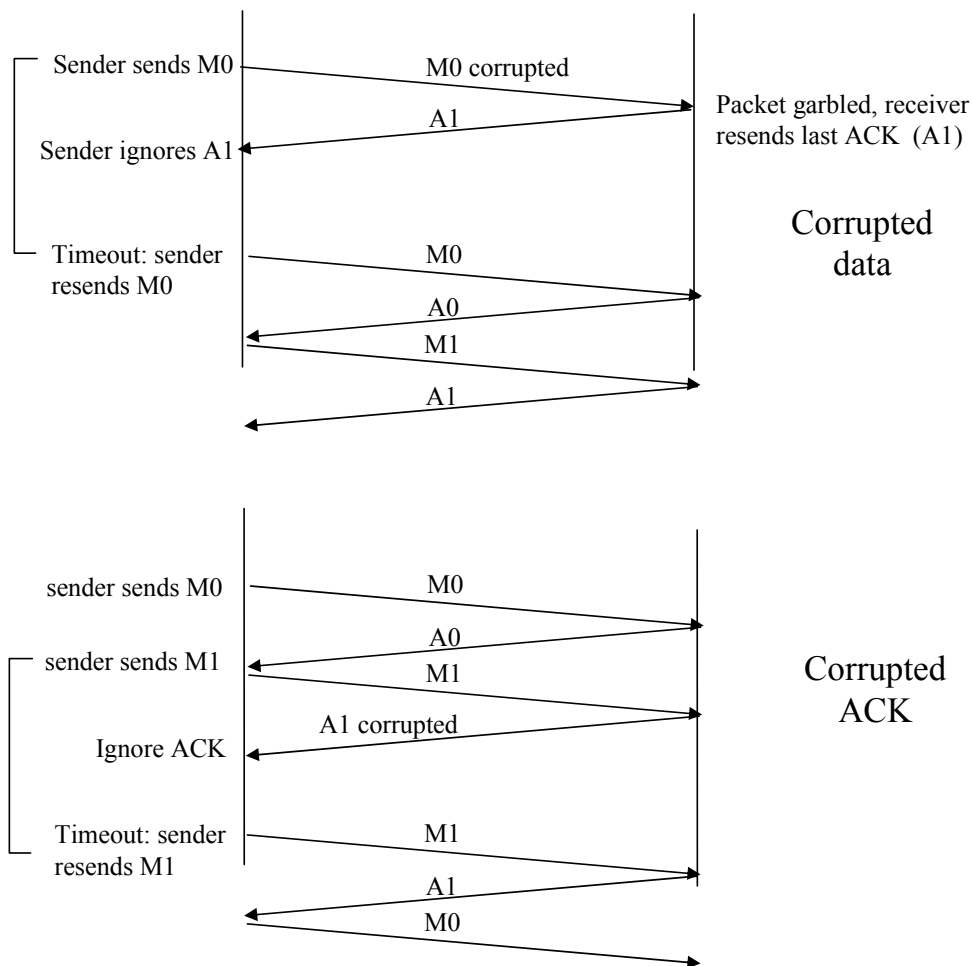 Sender sends M0
M0 corrupted
Packet garbled, receiver
resends last ACK  (A1)
A1
Sender ignores A1
Corrupted
data
Timeout: sender
resends M0
M0
A0
M1
A1
sender sends M0
M0
A0
sender sends M1
M1
Corrupted
ACK
A1 corrupted
Ignore ACK
Timeout: sender
resends M1
M1
A1
M0